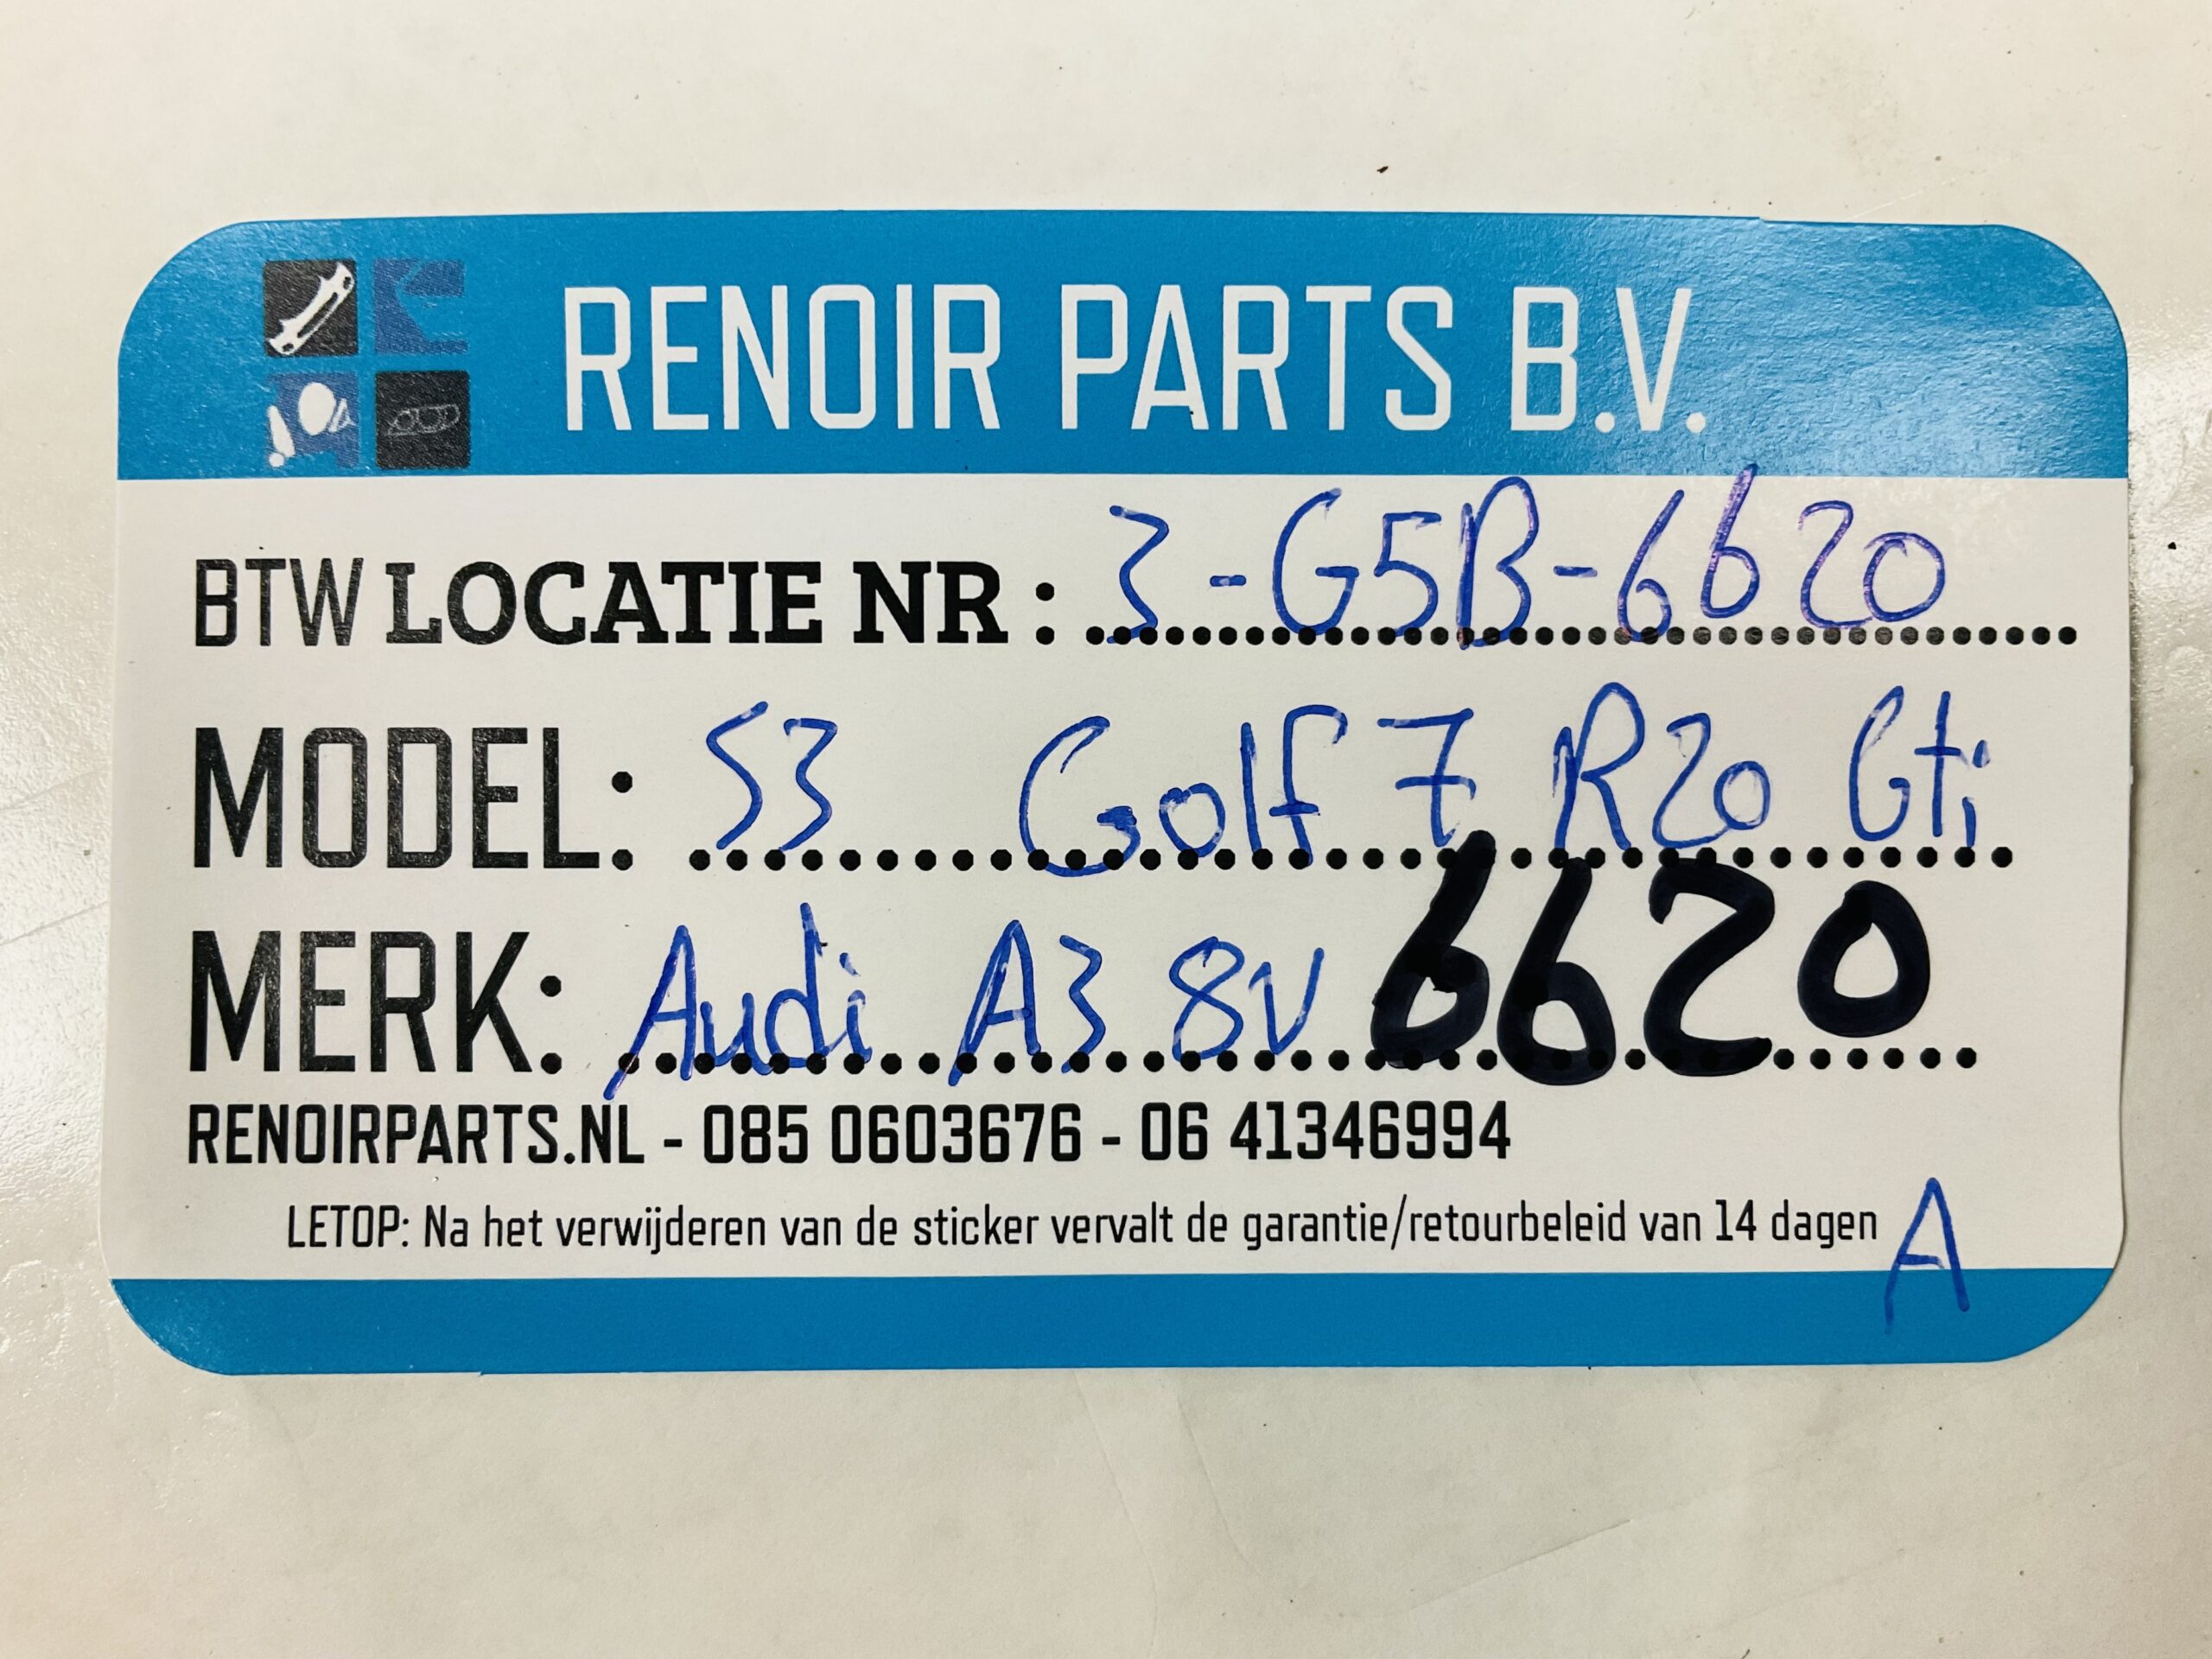 RENOIR PARTS B.V.
BTW LOCATIE NR : 3-G5B-6620
MODEL: S3 Golf 7 R20 Gti
MERK: Audi A3 8V 6620
RENOIRPARTS.NL - 085 0603676 - 06 41346994
LETOP: Na het verwijderen van de sticker vervalt de garantie/retourbeleid van 14 dagen A